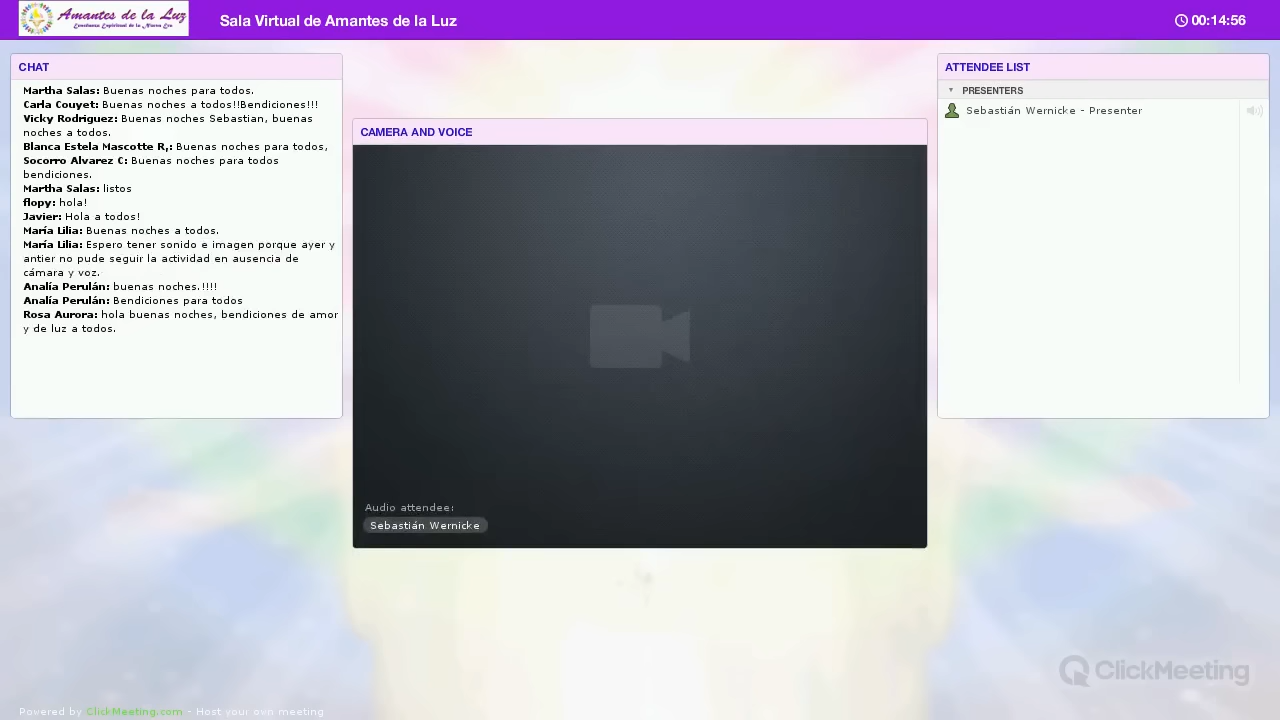 Amantes de la Luz
Enseñanza Espiritual de la Nueva Era
Sala Virtual de Amantes de la Luz
00:14:56
CHAT
Martha Salas: Buenas noches para todos.
Carla Couyet: Buenas noches a todos!!Bendiciones!!!
Vicky Rodriguez: Buenas noches Sebastian, buenas
noches a todos.
Blanca Estela Mascotte R,: Buenas noches para todos,
Socorro Alvarez C: Buenas noches para todos
bendiciones.
Martha Salas: listos
flopy: hola!
Javier: Hola a todos!
María Lilia: Buenas noches a todos.
María Lilia: Espero tener sonido e imagen porque ayer y
antier no pude seguir la actividad en ausencia de
cámara y voz.
Analía Perulán: buenas noches.!!!!
Analía Perulán: Bendiciones para todos
Rosa Aurora: hola buenas noches, bendiciones de amor
y de luz a todos.
CAMERA AND VOICE
Audio attendee:
Sebastián Wernicke
ATTENDEE LIST
PRESENTERS
Sebastián Wernicke - Presenter
ClickMeeting
Powered by ClickMeeting.com - Host your own meeting